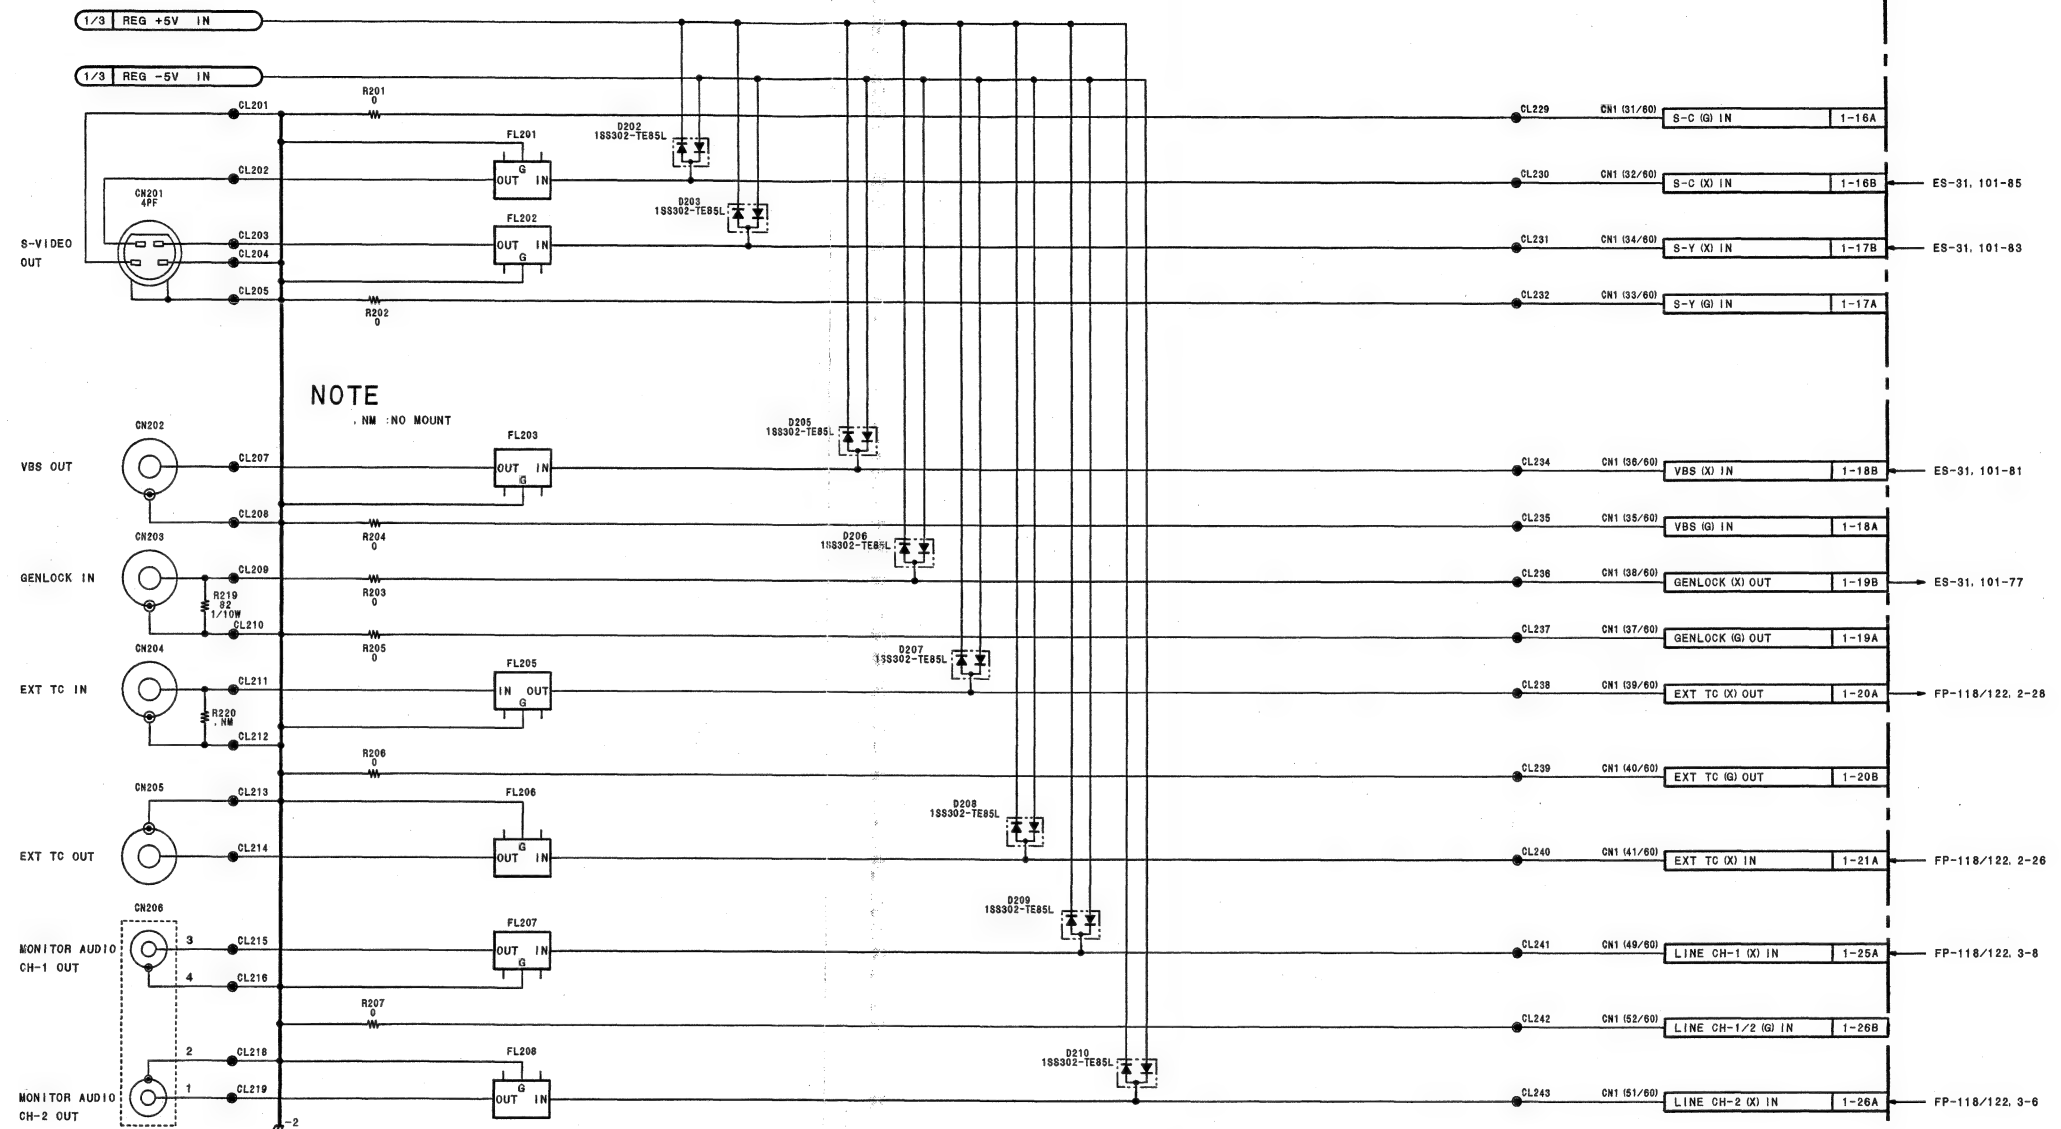 1/3 REG +5V IN
1/3 REG -5V IN
CL201
R201
0
CL229
CN1 (31/60)
S-C (G) IN
1-16A
D202
1SS302-TE85L
FL201
G
OUT IN
CL202
CL230
CN1 (32/60)
S-C (X) IN
1-16B
ES-31, 101-85
CN201
4PF
D203
1SS302-TE85L
FL202
OUT IN
G
S-VIDEO
OUT
CL203
CL204
CL231
CN1 (34/60)
S-Y (X) IN
1-17B
ES-31, 101-83
CL205
R202
0
CL232
CN1 (33/60)
S-Y (G) IN
1-17A
NOTE
. NM :NO MOUNT
CN202
VBS OUT
CL207
FL203
OUT IN
G
D205
1SS302-TE85L
CL234
CN1 (36/60)
VBS (X) IN
1-18B
ES-31, 101-81
CL208
R204
0
CL235
CN1 (35/60)
VBS (G) IN
1-18A
CN203
GENLOCK IN
CL209
R203
0
D206
1SS302-TE85L
CL236
CN1 (38/60)
GENLOCK (X) OUT
1-19B
ES-31, 101-77
R219
82
1/10W
CL210
R205
0
CL237
CN1 (37/60)
GENLOCK (G) OUT
1-19A
CN204
EXT TC IN
CL211
FL205
IN OUT
G
D207
1SS302-TE85L
CL238
CN1 (39/60)
EXT TC (X) OUT
1-20A
FP-118/122, 2-28
R220
. NM
CL212
R206
0
CL239
CN1 (40/60)
EXT TC (G) OUT
1-20B
CN205
CL213
FL206
G
OUT IN
D208
1SS302-TE85L
EXT TC OUT
CL214
CL240
CN1 (41/60)
EXT TC (X) IN
1-21A
FP-118/122, 2-26
CN206
MONITOR AUDIO
CH-1 OUT
3
CL215
4
CL216
FL207
OUT IN
G
D209
1SS302-TE85L
CL241
CN1 (49/60)
LINE CH-1 (X) IN
1-25A
FP-118/122, 3-8
R207
0
CL242
CN1 (52/60)
LINE CH-1/2 (G) IN
1-26B
2
CL218
FL208
G
OUT IN
D210
1SS302-TE85L
MONITOR AUDIO
CH-2 OUT
1
CL219
CL243
CN1 (51/60)
LINE CH-2 (X) IN
1-26A
FP-118/122, 3-6
-2